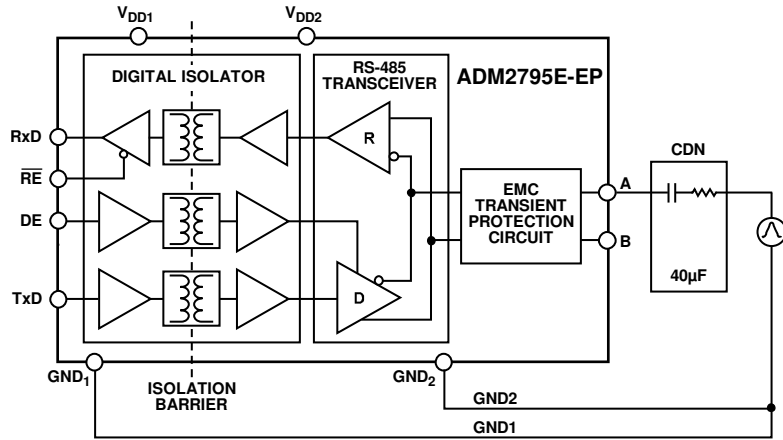 VDD1
VDD2
DIGITAL ISOLATOR
RS-485
TRANSCEIVER
ADM2795E-EP
RxD
R
CDN
RE
EMC
TRANSIENT
PROTECTION
CIRCUIT
A
DE
B
40µF
TxD
D
GND1
ISOLATION
BARRIER
GND2
GND2
GND1